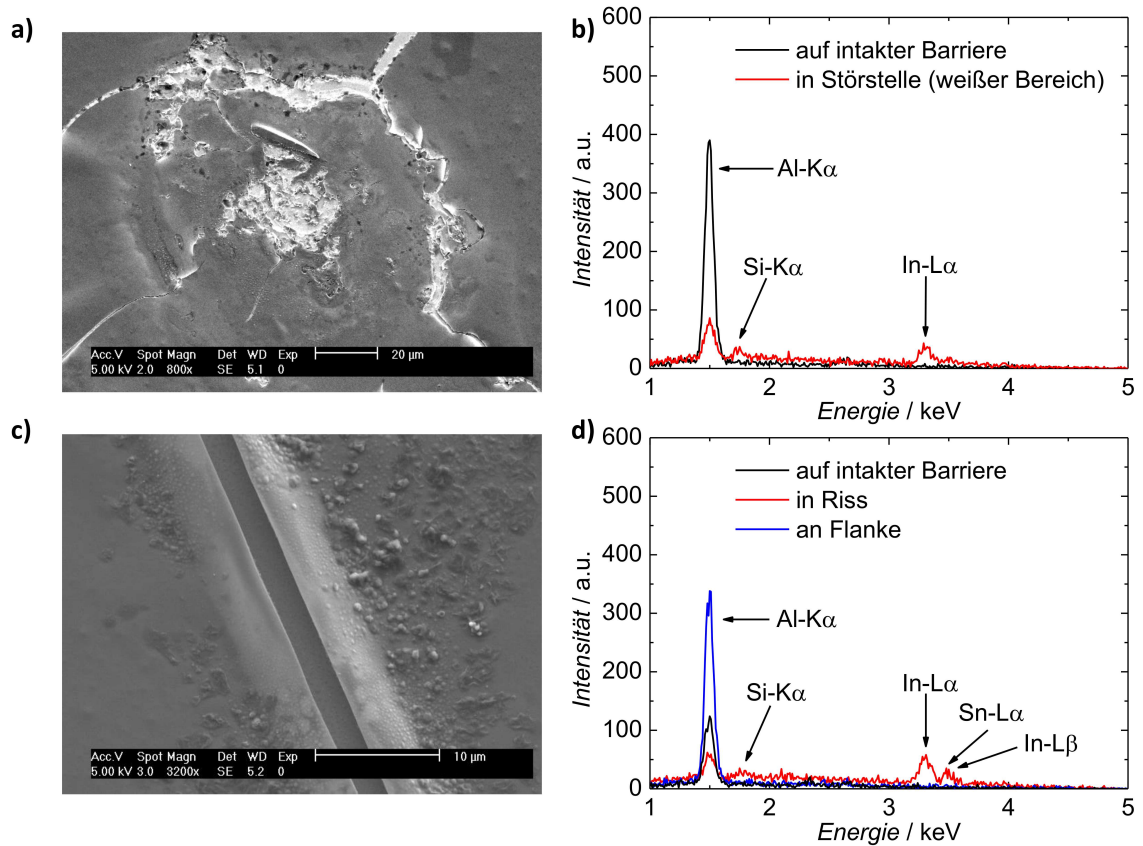 a)
Acc.V Spot Magn Det WD Exp 20 µm
5.00 kV 2.0 800x SE 5.1 0
b)
600
500
400
300
200
100
0
Intensität / a.u.
auf intakter Barriere
in Störstelle (weißer Bereich)
Al-Kα
Si-Kα
In-Lα
1 2 3 4 5
Energie / keV
c)
Acc.V Spot Magn Det WD Exp 10 µm
5.00 kV 3.0 3200x SE 5.2 0
d)
600
500
400
300
200
100
0
Intensität / a.u.
auf intakter Barriere
in Riss
an Flanke
Al-Kα
Si-Kα
In-Lα
Sn-Lα
In-Lβ
1 2 3 4 5
Energie / keV